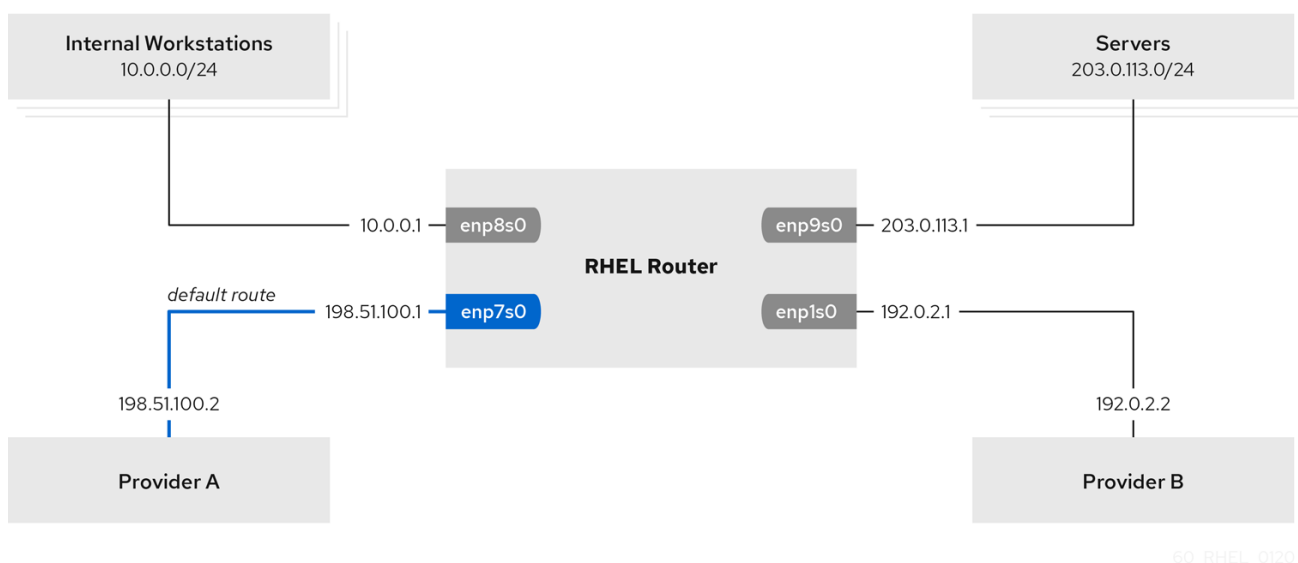 Internal Workstations
10.0.0.0/24
Servers
203.0.113.0/24
10.0.0.1
enp8s0
enp9s0
203.0.113.1
RHEL Router
default route
198.51.100.1
enp7s0
enp1s0
192.0.2.1
198.51.100.2
192.0.2.2
Provider A
Provider B
60_RHEL_0120